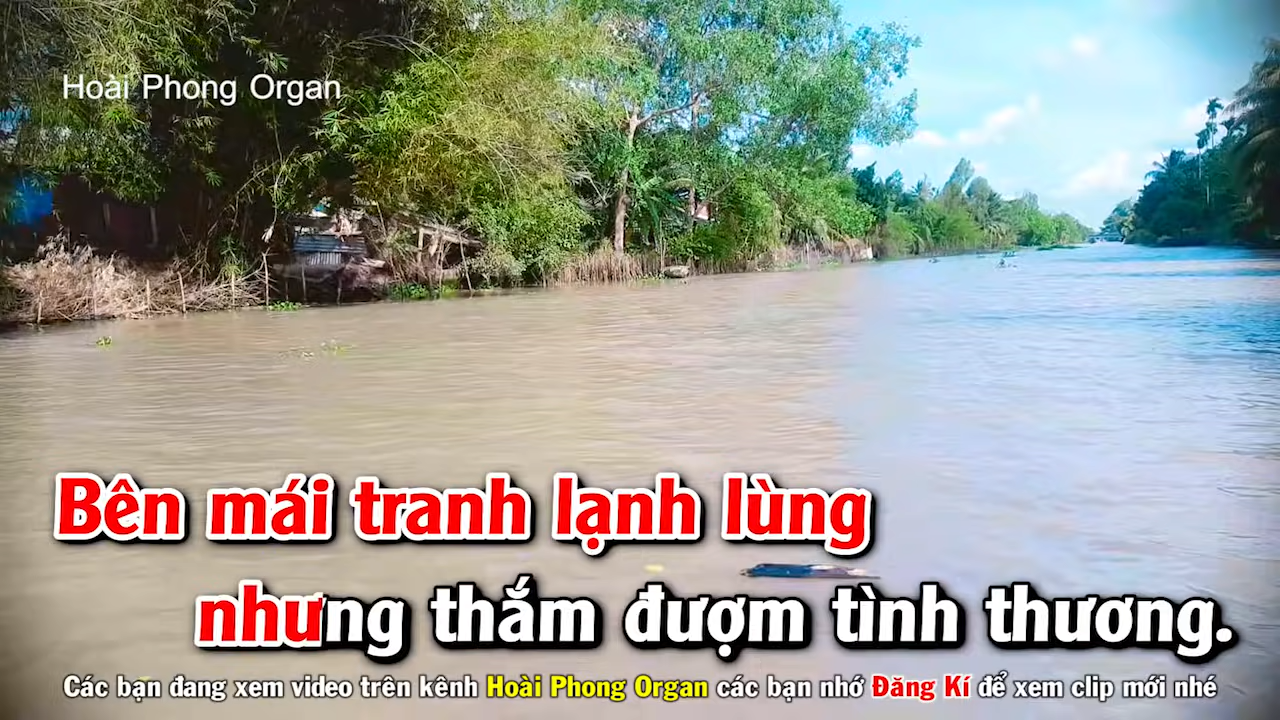 Hoài Phong Organ
Bên mái tranh lạnh lùng
nhưng thắm đượm tình thương.
Các bạn đang xem video trên kênh Hoài Phong Organ các bạn nhớ Đăng Kí để xem clip mới nhé